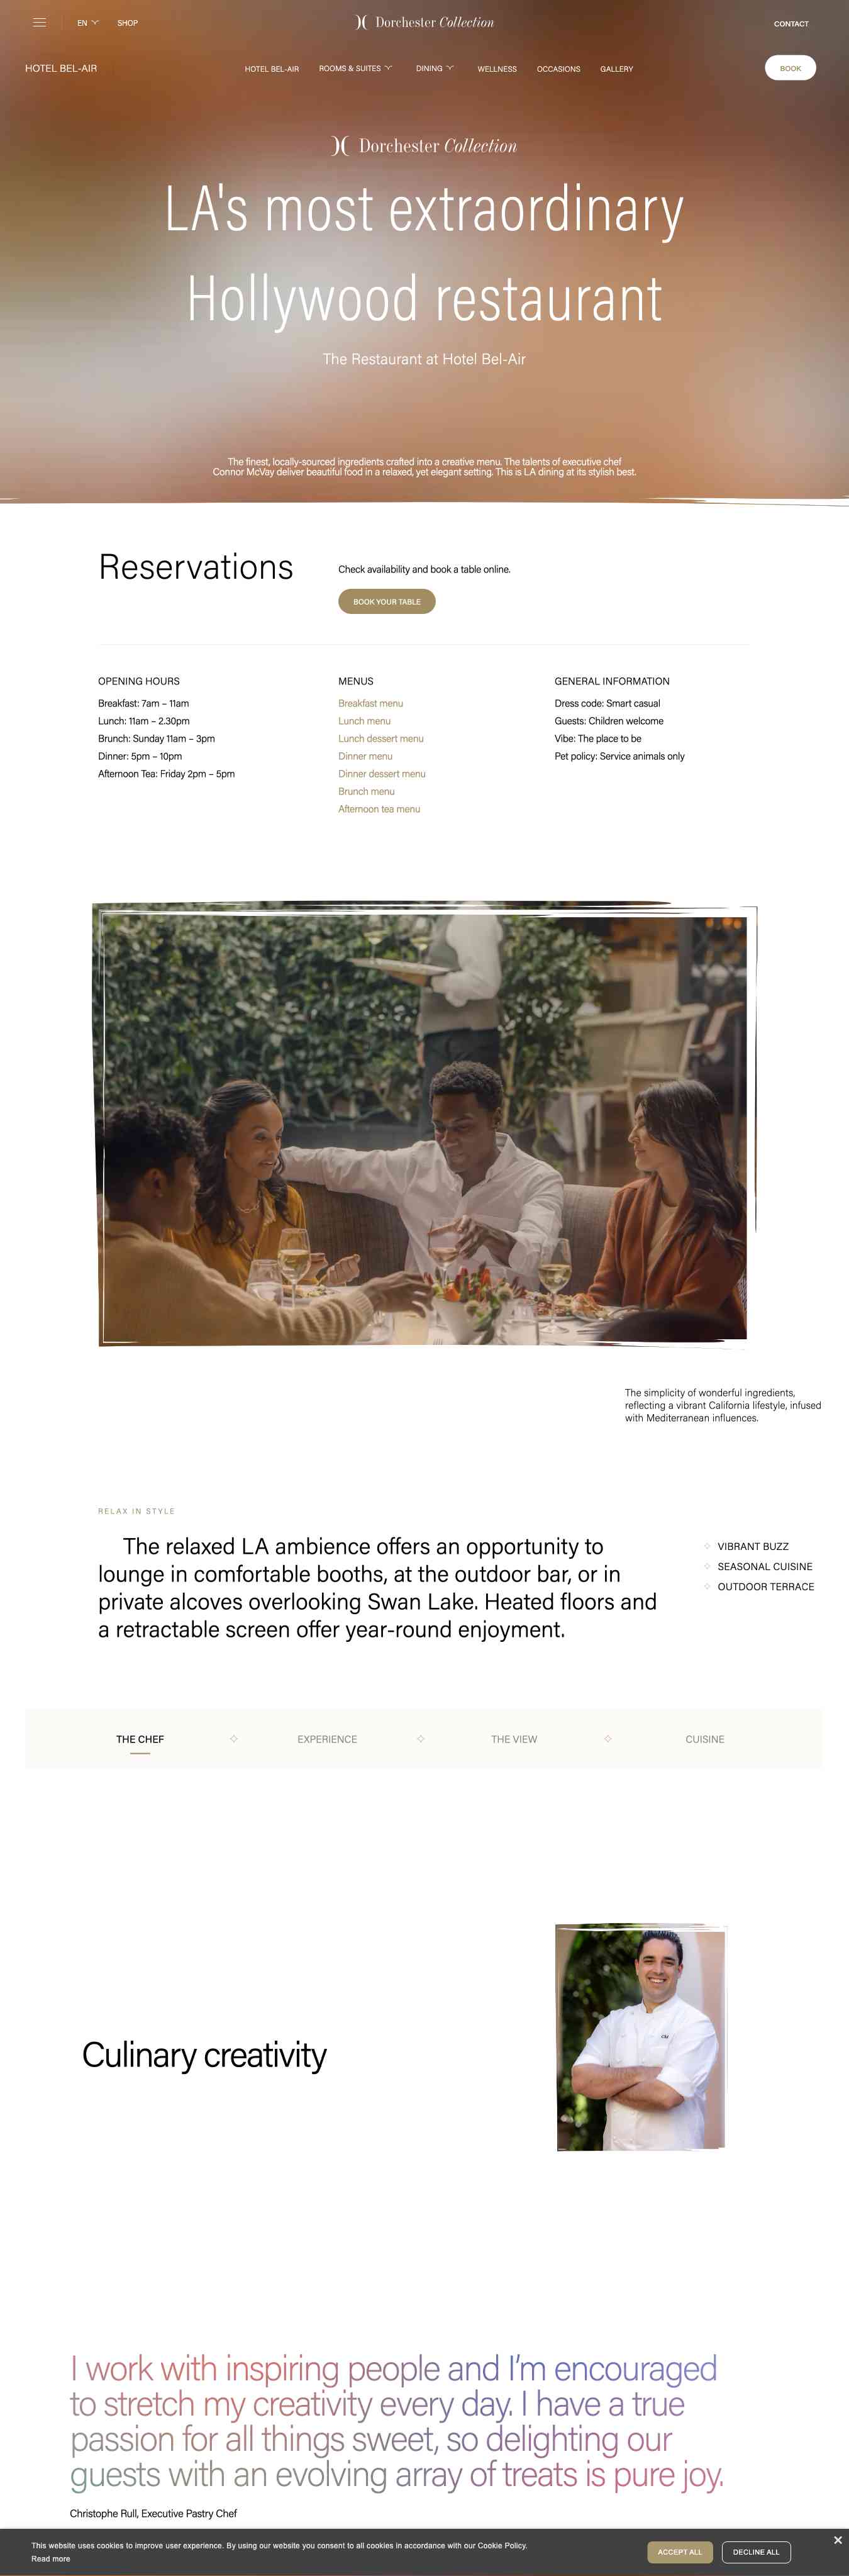 EN
SHOP
Dorchester Collection
CONTACT
HOTEL BEL-AIR
HOTEL BEL-AIR
ROOMS & SUITES
DINING
WELLNESS
OCCASIONS
GALLERY
BOOK
Dorchester Collection
LA's most extraordinary
Hollywood restaurant
The Restaurant at Hotel Bel-Air
The finest, locally-sourced ingredients crafted into a creative menu. The talents of executive chef
Connor McVay deliver beautiful food in a relaxed, yet elegant setting. This is LA dining at its stylish best.
Reservations
Check availability and book a table online.
BOOK YOUR TABLE
OPENING HOURS
Breakfast: 7am – 11am
Lunch: 11am – 2.30pm
Brunch: Sunday 11am – 3pm
Dinner: 5pm – 10pm
Afternoon Tea: Friday 2pm – 5pm
MENUS
Breakfast menu
Lunch menu
Lunch dessert menu
Dinner menu
Dinner dessert menu
Brunch menu
Afternoon tea menu
GENERAL INFORMATION
Dress code: Smart casual
Guests: Children welcome
Vibe: The place to be
Pet policy: Service animals only
The simplicity of wonderful ingredients,
reflecting a vibrant California lifestyle, infused
with Mediterranean influences.
RELAX IN STYLE
The relaxed LA ambience offers an opportunity to
lounge in comfortable booths, at the outdoor bar, or in
private alcoves overlooking Swan Lake. Heated floors and
a retractable screen offer year-round enjoyment.
VIBRANT BUZZ
SEASONAL CUISINE
OUTDOOR TERRACE
THE CHEF
EXPERIENCE
THE VIEW
CUISINE
Culinary creativity
CM
I work with inspiring people and I’m encouraged
to stretch my creativity every day. I have a true
passion for all things sweet, so delighting our
guests with an evolving array of treats is pure joy.
Christophe Rull, Executive Pastry Chef
This website uses cookies to improve user experience. By using our website you consent to all cookies in accordance with our Cookie Policy.
Read more
ACCEPT ALL
DECLINE ALL